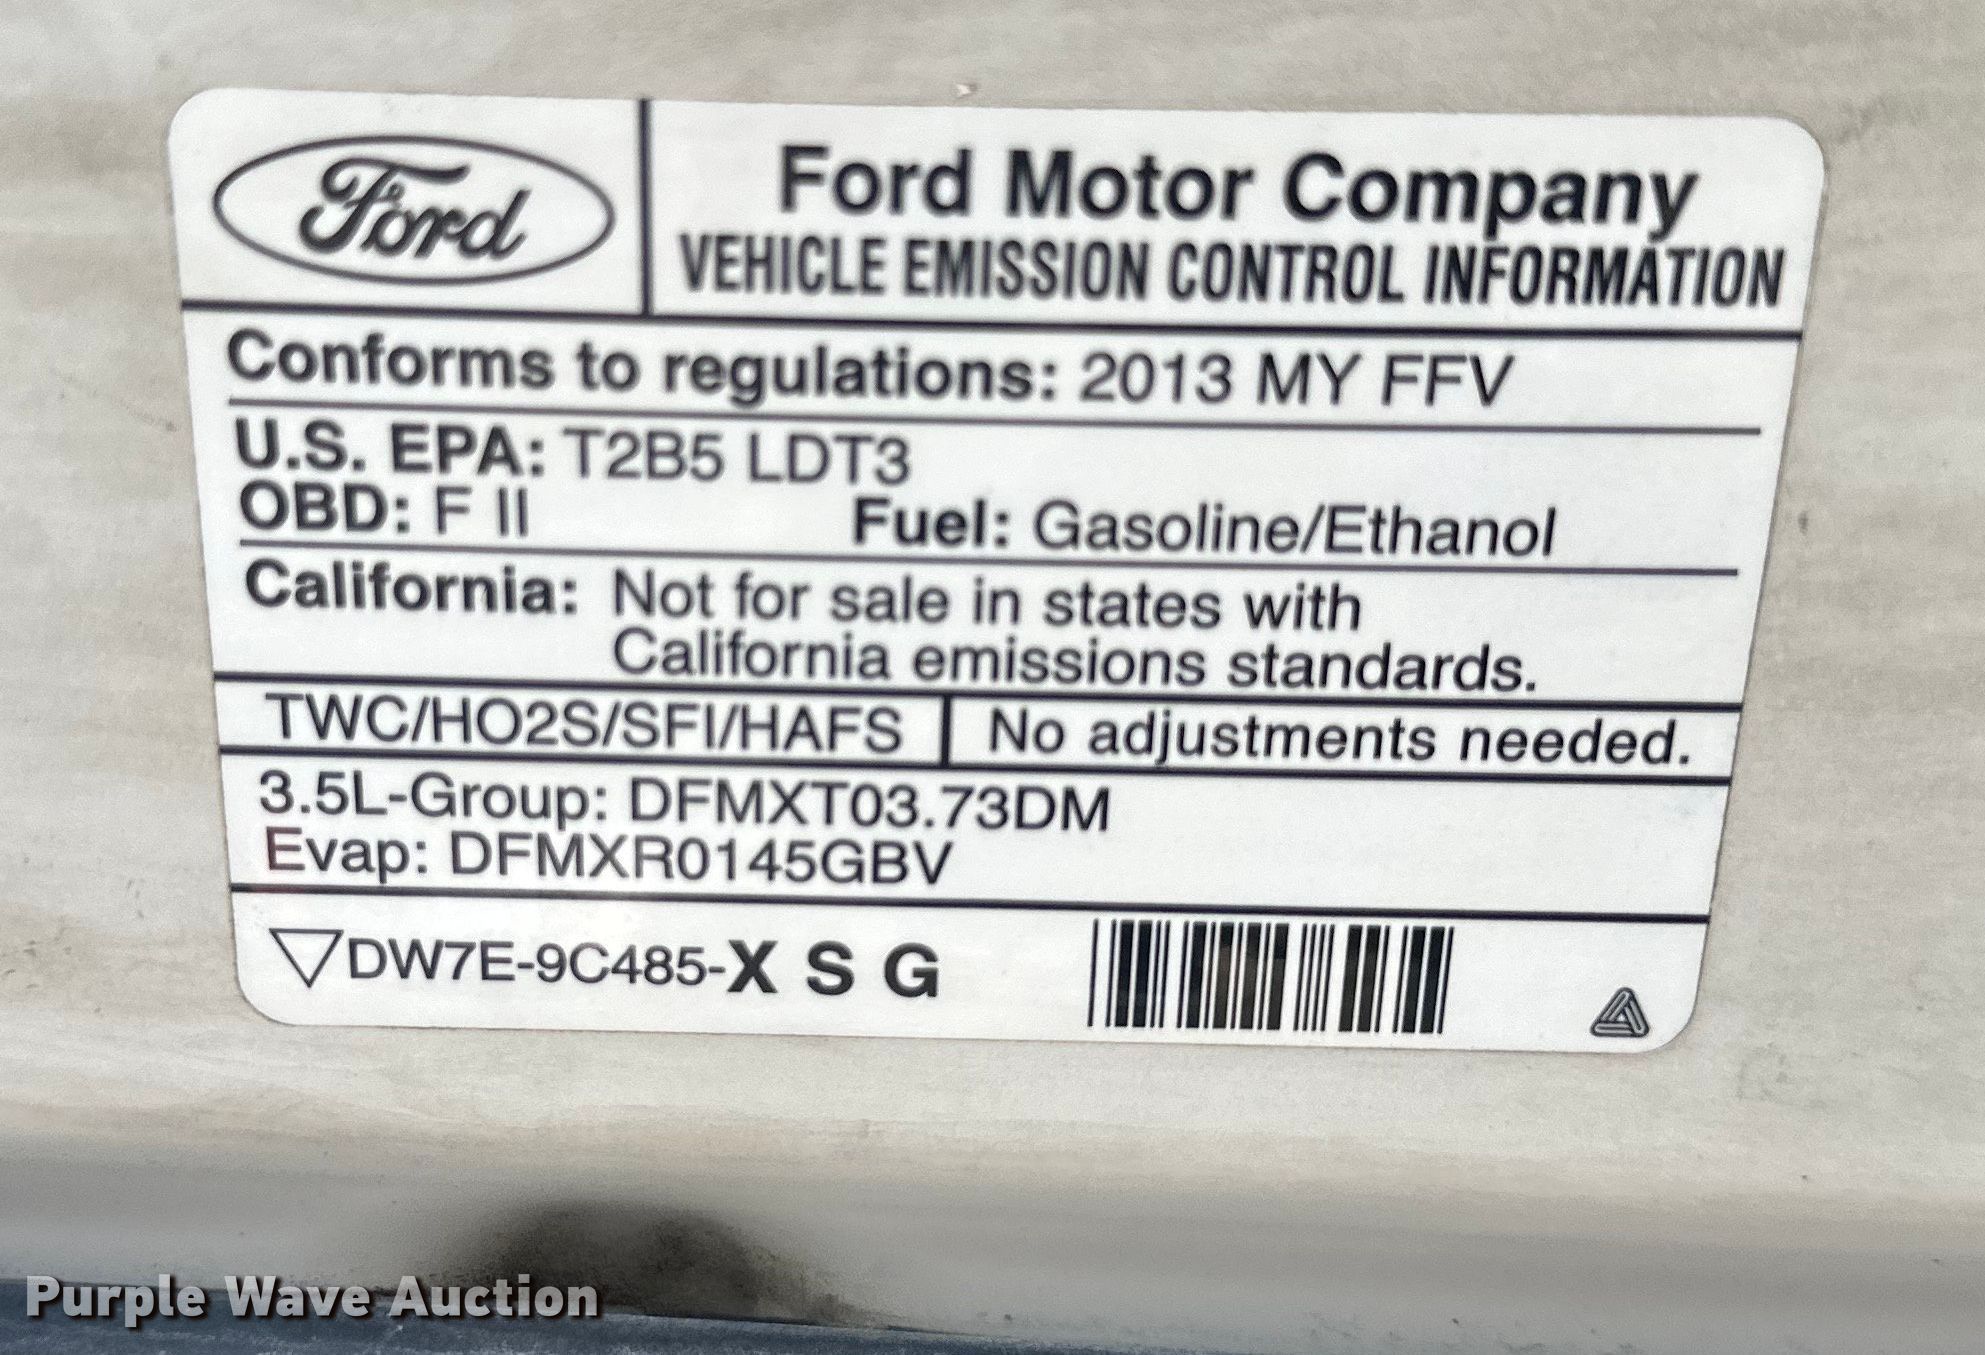 Ford
Ford Motor Company
VEHICLE EMISSION CONTROL INFORMATION
Conforms to regulations: 2013 MY FFV
U.S. EPA: T2B5 LDT3
OBD: F II Fuel: Gasoline/Ethanol
California: Not for sale in states with
California emissions standards.
TWC/HO2S/SFI/HAFS No adjustments needed.
3.5L-Group: DFMXT03.73DM
Evap: DFMXR0145GBV
DW7E-9C485-X S G
Purple Wave Auction